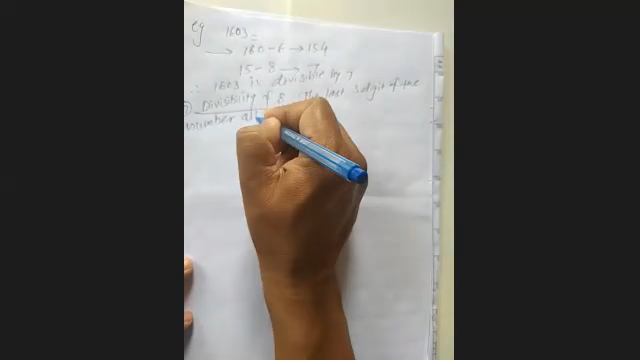 eg 1603 =
→ 160 - 6 → 154
15 - 8 → 7
∴ 1603 is divisible by 7
Divisibility of 8 the last 3 digit of the
number al